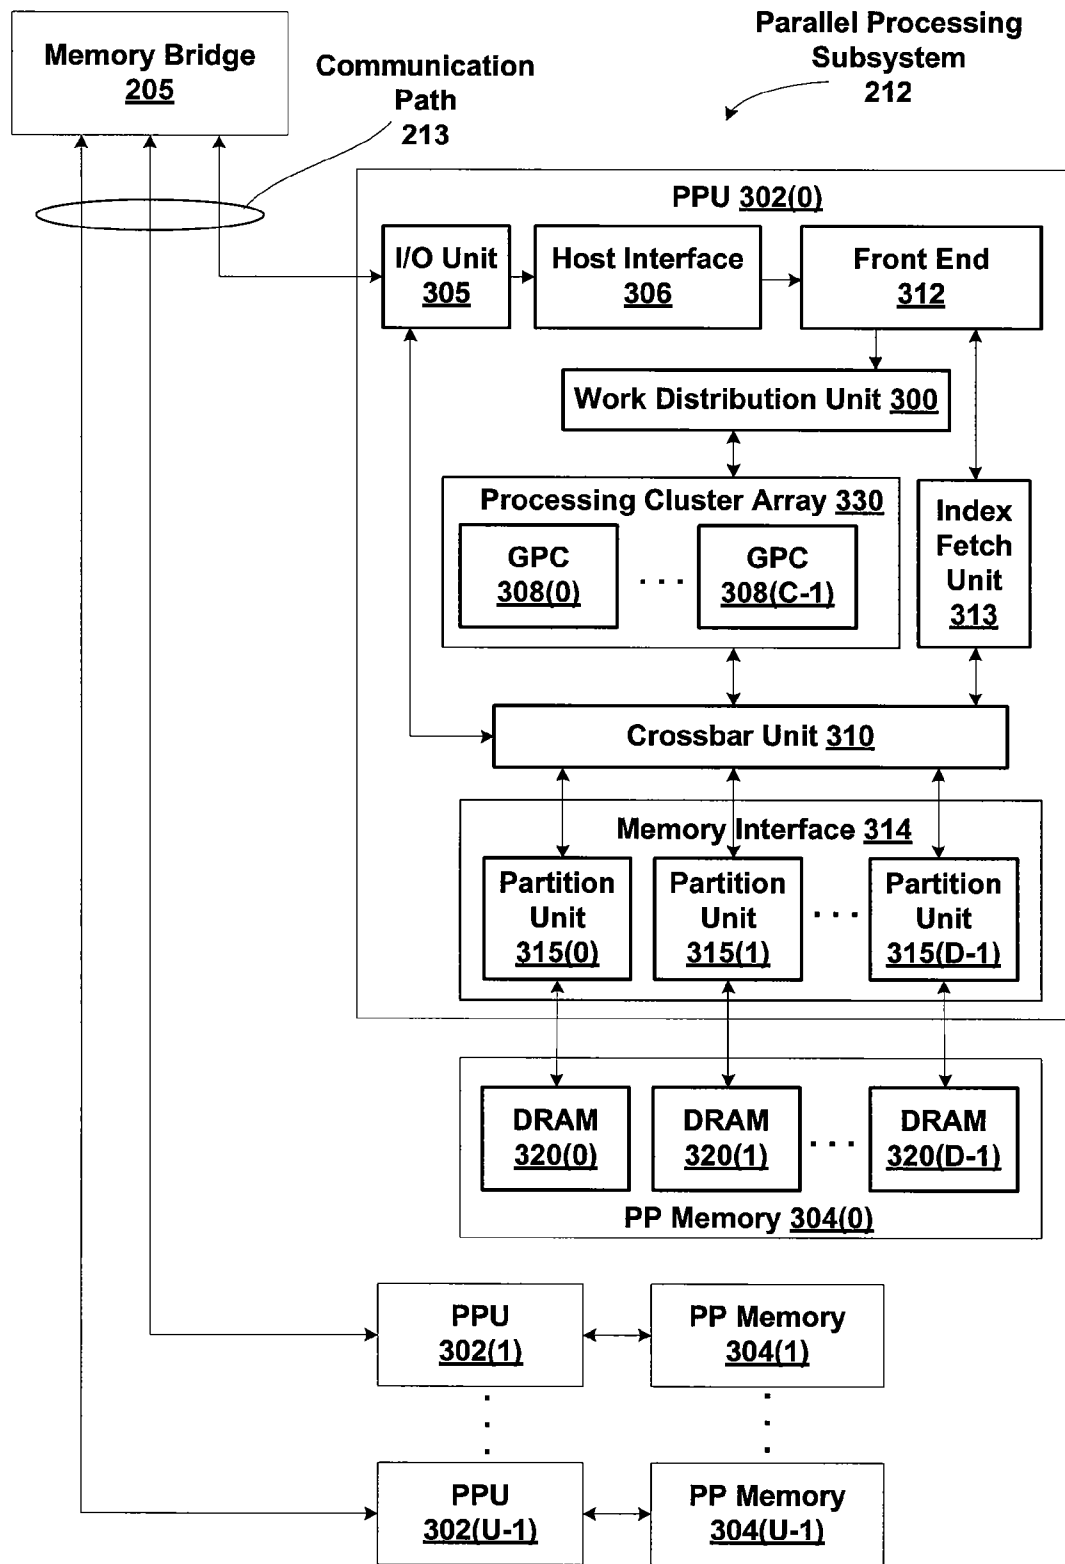 Memory Bridge
205
Communication
Path
213
Parallel Processing
Subsystem
212
PPU 302(0)
I/O Unit
305
Host Interface
306
Front End
312
Work Distribution Unit 300
Processing Cluster Array 330
GPC
308(0)
. . .
GPC
308(C-1)
Index
Fetch
Unit
313
Crossbar Unit 310
Memory Interface 314
Partition
Unit
315(0)
Partition
Unit
315(1)
. . .
Partition
Unit
315(D-1)
DRAM
320(0)
DRAM
320(1)
. . .
DRAM
320(D-1)
PP Memory 304(0)
PPU
302(1)
PP Memory
304(1)
PPU
302(U-1)
PP Memory
304(U-1)